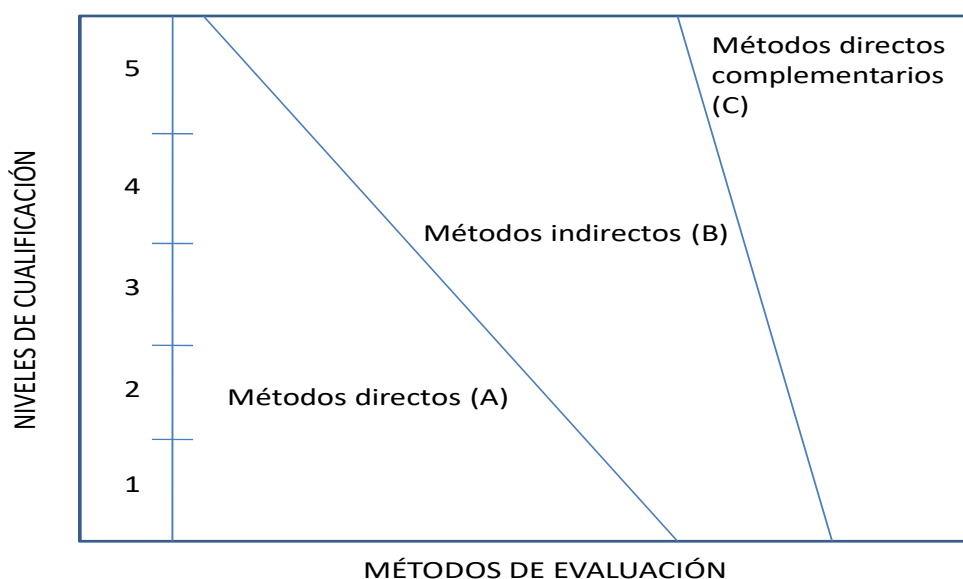 NIVELES DE CUALIFICACIÓN
5
4
3
2
1
Métodos directos
complementarios
(C)
Métodos indirectos (B)
Métodos directos (A)
MÉTODOS DE EVALUACIÓN